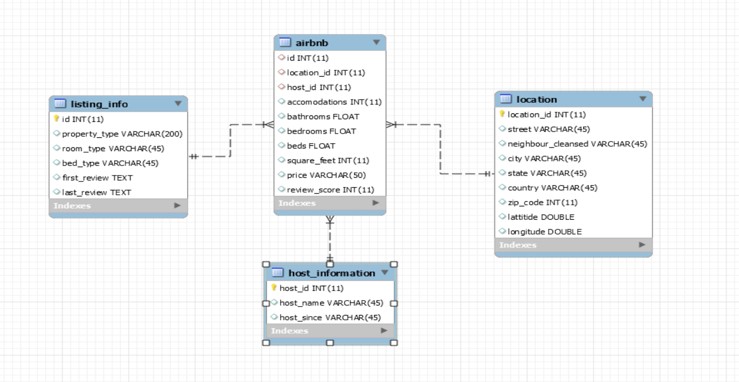 airbnb
id INT(11)
location_id INT(11)
host_id INT(11)
accomodations INT(11)
bathrooms FLOAT
bedrooms FLOAT
beds FLOAT
square_feet INT(11)
price VARCHAR(50)
review_score INT(11)
Indexes
listing_info
id INT(11)
property_type VARCHAR(200)
room_type VARCHAR(45)
bed_type VARCHAR(45)
first_review TEXT
last_review TEXT
Indexes
location
location_id INT(11)
street VARCHAR(45)
neighbour_cleansed VARCHAR(45)
city VARCHAR(45)
state VARCHAR(45)
country VARCHAR(45)
zip_code INT(11)
lattitide DOUBLE
longitude DOUBLE
Indexes
host_information
host_id INT(11)
host_name VARCHAR(45)
host_since VARCHAR(45)
Indexes